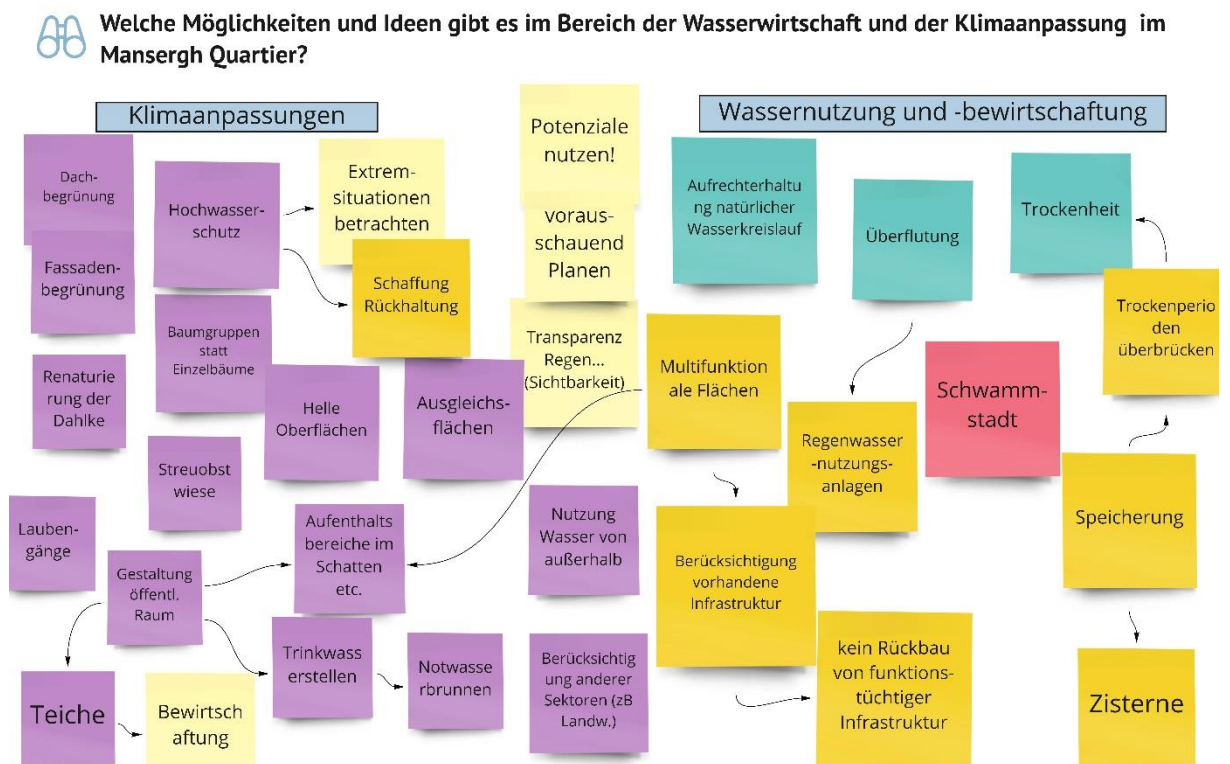 Welche Möglichkeiten und Ideen gibt es im Bereich der Wasserwirtschaft und der Klimaanpassung im
Mansergh Quartier?
Klimaanpassungen
Dach-
begrünung
Fassaden-
begrünung
Renaturie
rung der
Dahlke
Hochwasser-
schutz
Extrem-
situationen
betrachten
Schaffung
Rückhaltung
Baumgruppen
statt
Einzelbäume
Helle
Oberflächen
Ausgleichs-
flächen
Streuobst
wiese
Lauben-
gänge
Gestaltung
öffentl.
Raum
Aufenthalts
bereiche im
Schatten
etc.
Trinkwass
erstellen
Notwasse
rbrunnen
Teiche
Bewirtsch
aftung
Potenziale
nutzen!
voraus-
schauend
Planen
Transparenz
Regen...
(Sichtbarkeit)
Nutzung
Wasser von
außerhalb
Berücksichtig
ung anderer
Sektoren (zB
Landw.)
Wassernutzung und -bewirtschaftung
Aufrechterhaltu
ng natürlicher
Wasserkreislauf
Überflutung
Trockenheit
Trockenperio
den
überbrücken
Multifunktion
ale Flächen
Regenwasser
-nutzungs-
anlagen
Schwamm-
stadt
Speicherung
Berücksichtigung
vorhandene
Infrastruktur
kein Rückbau
von funktions-
tüchtiger
Infrastruktur
Zisterne